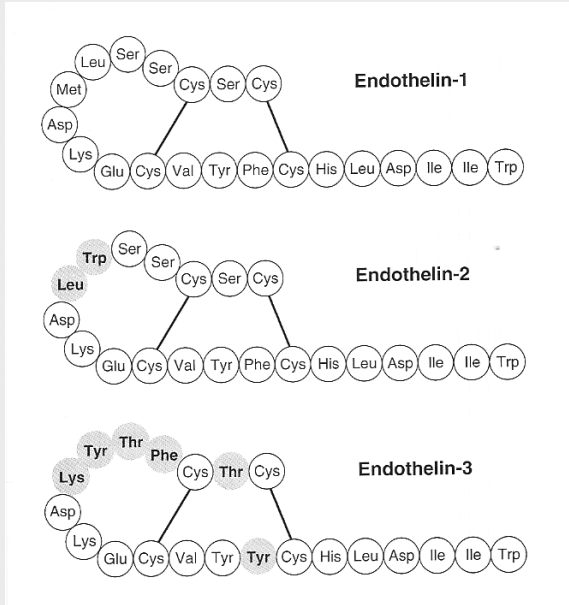 Leu Ser Ser
Met Cys Ser Cys Endothelin-1
Asp
Lys
Glu Cys Val Tyr Phe Cys His Leu Asp Ile Ile Trp
Trp Ser Ser
Leu Cys Ser Cys Endothelin-2
Asp
Lys
Glu Cys Val Tyr Phe Cys His Leu Asp Ile Ile Trp
Tyr Thr Phe
Lys Cys Thr Cys Endothelin-3
Asp
Lys
Glu Cys Val Tyr Tyr Cys His Leu Asp Ile Ile Trp